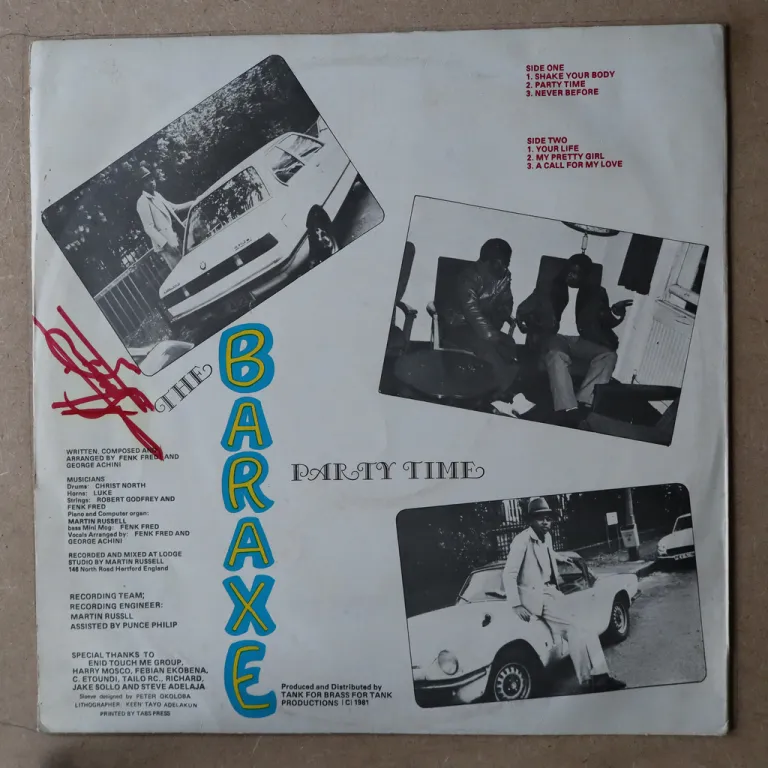 SIDE ONE
1. SHAKE YOUR BODY
2. PARTY TIME
3. NEVER BEFORE
SIDE TWO
1. YOUR LIFE
2. MY PRETTY GIRL
3. A CALL FOR MY LOVE
THE
BARAXE
PARTY TIME
WRITTEN, COMPOSED AND
ARRANGED BY FENK FRED AND
GEORGE ACHINI
MUSICIANS
Drums: CHRIST NORTH
Horns: LUKE
Strings: ROBERT GODFREY AND
FENK FRED
Piano and Computer organ:
MARTIN RUSSELL
bass Mini Mog: FENK FRED
Vocals Arranged by: FENK FRED AND
GEORGE ACHINI
RECORDED AND MIXED AT LODGE
STUDIO BY MARTIN RUSSELL
146 North Road Hertford England
RECORDING TEAM;
RECORDING ENGINEER:
MARTIN RUSSLL
ASSISTED BY PUNCE PHILIP
SPECIAL THANKS TO
ENID TOUCH ME GROUP,
HARRY MOSCO, FEBIAN EKOBENA,
C. ETOUNDI, TAILO RC., RICHARD,
JAKE SOLLO AND STEVE ADELAJA
Sleeve designed by PETER OKOLOBA
LITHOGRAPHER: KEEN TAYO ADELAKUN
PRINTED BY TABS PRESS
Produced and Distributed by
TANK FOR BRASS FOR TANK
PRODUCTIONS (C) 1981